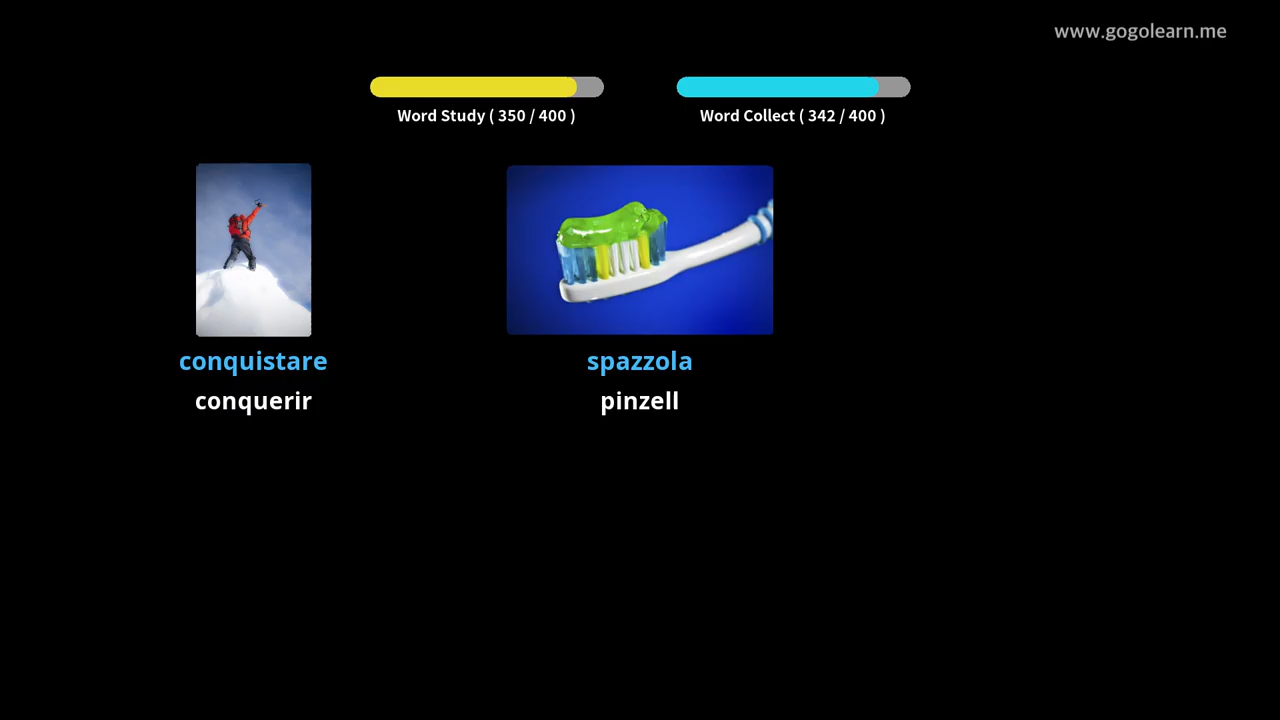 www.gogolearn.me
Word Study ( 350 / 400 )
Word Collect ( 342 / 400 )
conquistare
conquerir
spazzola
pinzell